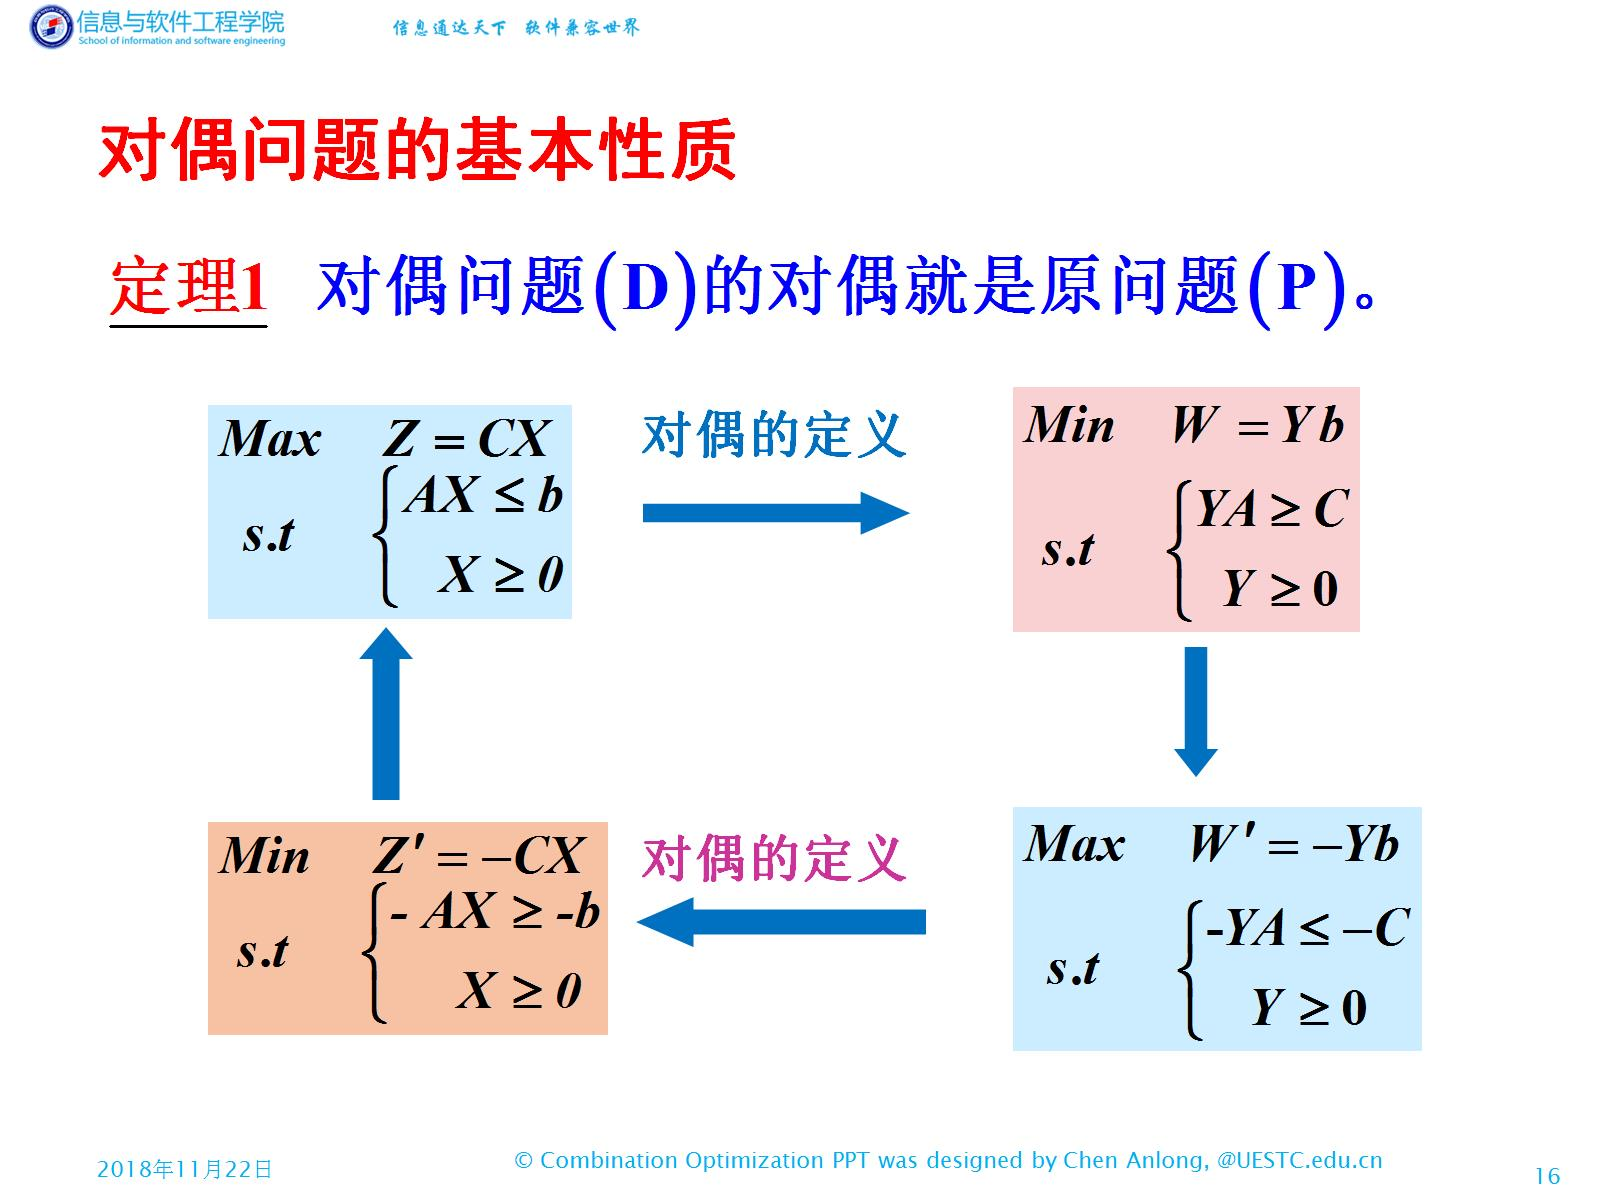 信息与软件工程学院
School of information and software engineering
信息通达天下 软件兼容世界
对偶问题的基本性质
定理1 对偶问题(D)的对偶就是原问题(P)。
Max Z = CX
s.t { AX ≤ b
X ≥ 0
对偶的定义
Min W = Y b
s.t { YA ≥ C
Y ≥ 0
Min Z′ = −CX
s.t { - AX ≥ -b
X ≥ 0
对偶的定义
Max W′ = −Yb
s.t { -YA ≤ −C
Y ≥ 0
2018年11月22日
© Combination Optimization PPT was designed by Chen Anlong, @UESTC.edu.cn
16